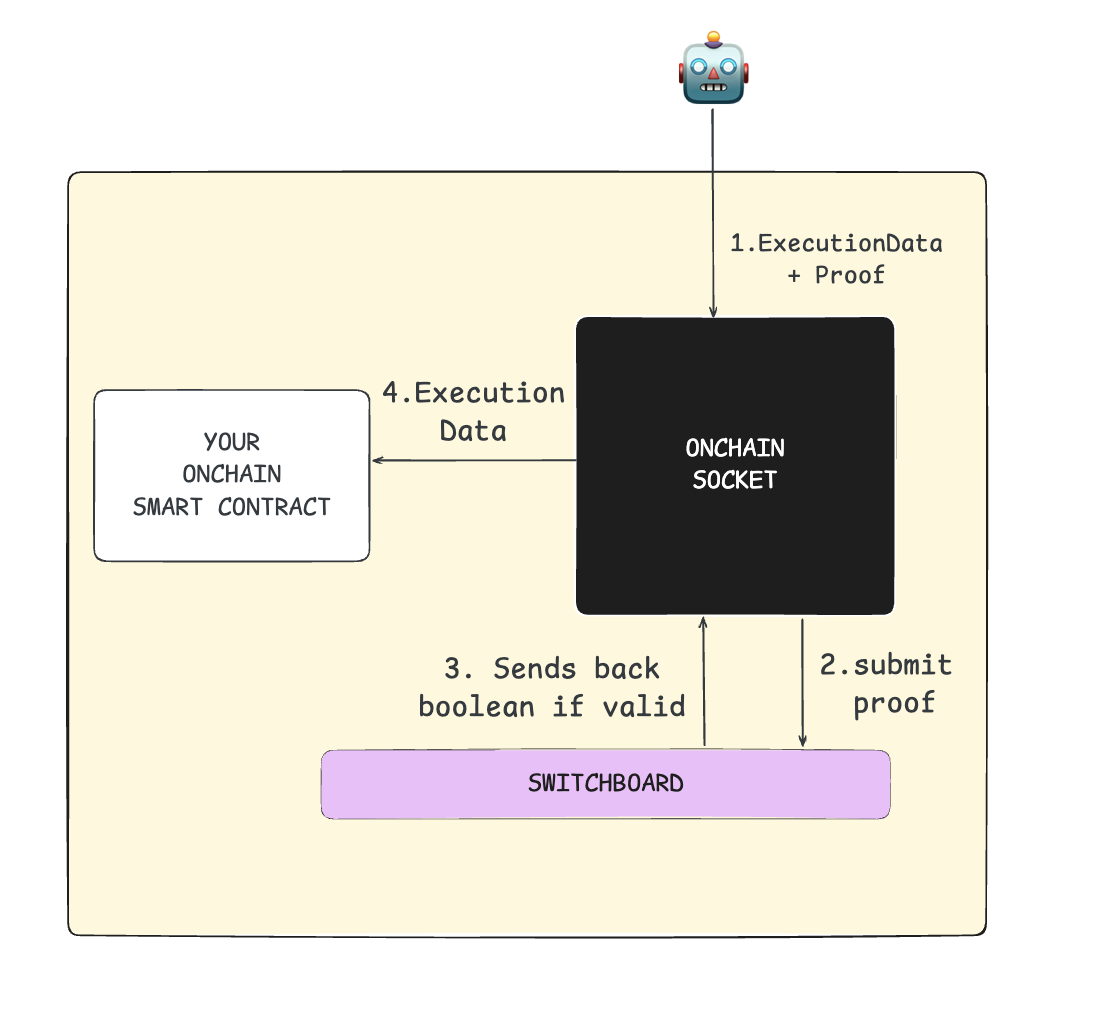 1.ExecutionData
+ Proof
4.Execution
Data
YOUR
ONCHAIN
SMART CONTRACT
ONCHAIN
SOCKET
3. Sends back
boolean if valid
2.submit
proof
SWITCHBOARD